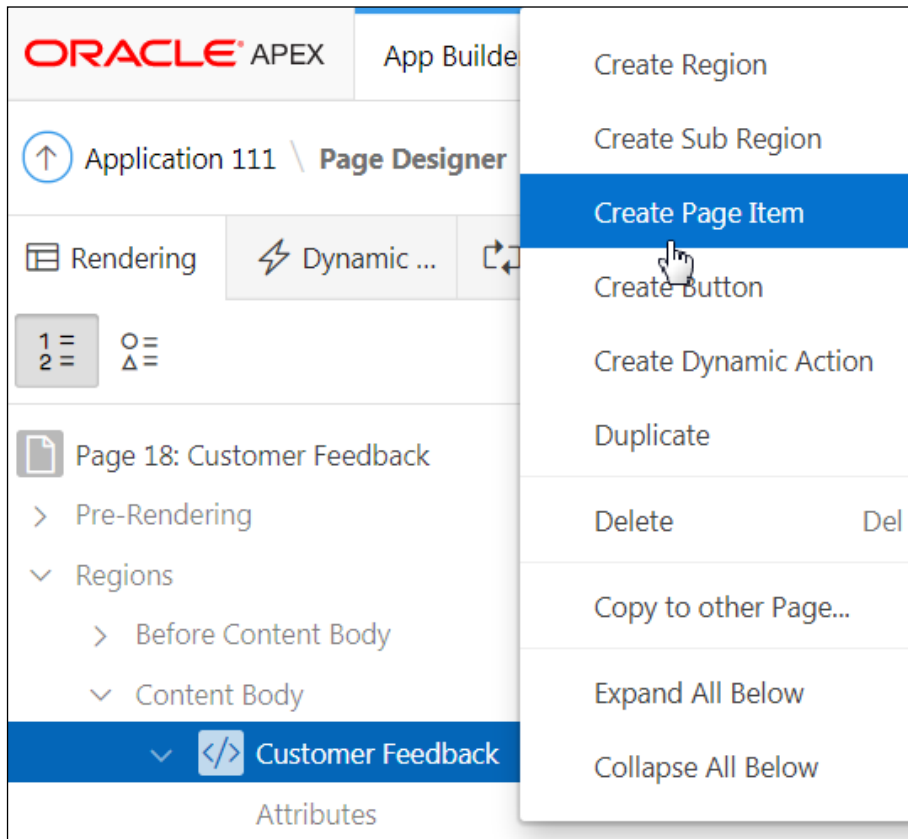 ORACLE APEX
App Builde
Application 111 \ Page Designer
Rendering
Dynamic ...
1 =
2 =
Page 18: Customer Feedback
Pre-Rendering
Regions
Before Content Body
Content Body
</> Customer Feedback
Attributes
Create Region
Create Sub Region
Create Page Item
Create Button
Create Dynamic Action
Duplicate
Delete Del
Copy to other Page...
Expand All Below
Collapse All Below